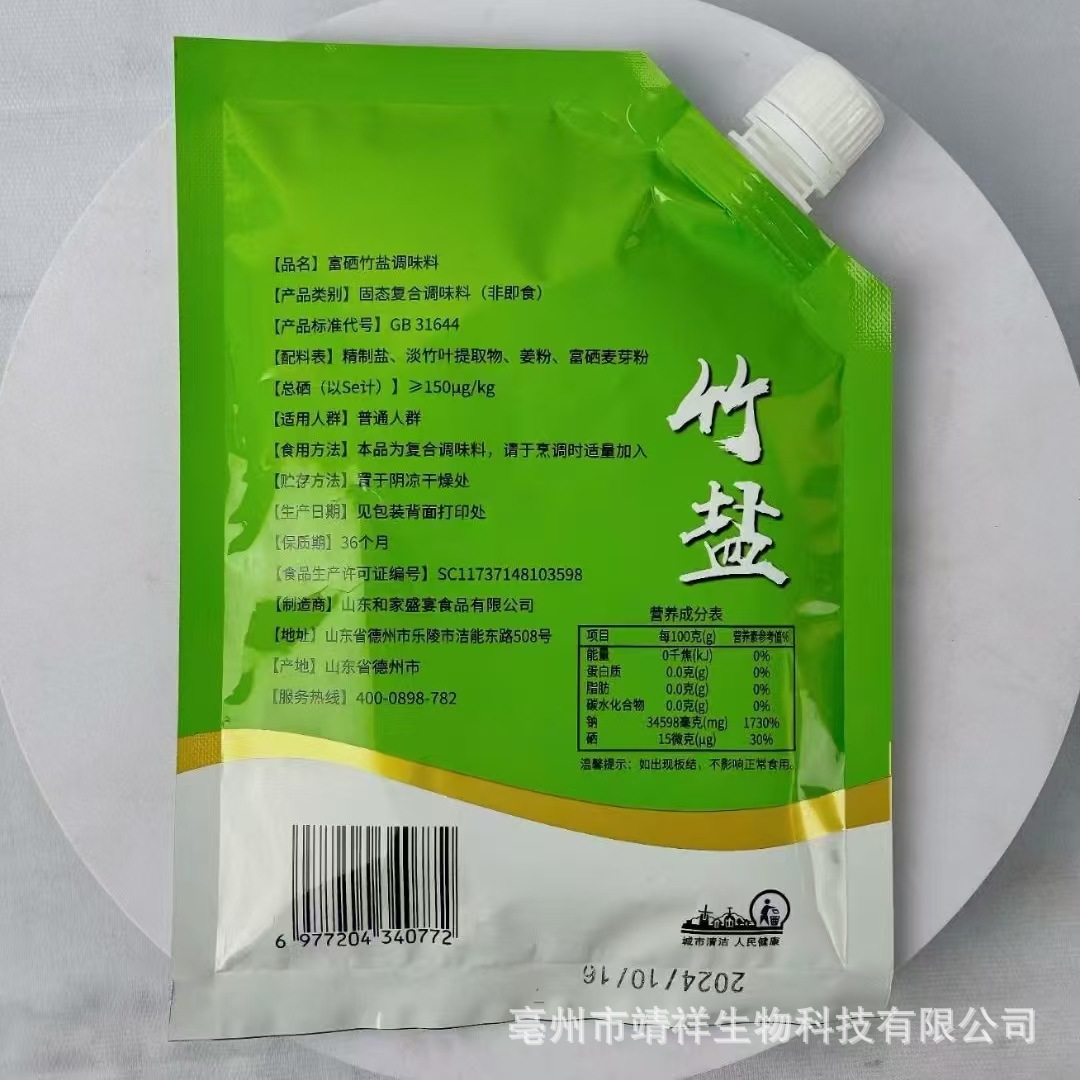 【品名】富硒竹盐调味料
【产品类别】固态复合调味料（非即食）
【产品标准代号】GB 31644
【配料表】精制盐、淡竹叶提取物、姜粉、富硒麦芽粉
【总硒（以Se计）】≥150μg/kg
【适用人群】普通人群
【食用方法】本品为复合调味料，请于烹调时适量加入
【贮存方法】置于阴凉干燥处
【生产日期】见包装背面打印处
【保质期】36个月
【食品生产许可证编号】SC11737148103598
【制造商】山东和家盛宴食品有限公司
【地址】山东省德州市乐陵市洁能东路508号
【产地】山东省德州市
【服务热线】400-0898-782
竹盐
营养成分表
项目 每100克(g) 营养素参考值%
能量 0千焦(kJ) 0%
蛋白质 0.0克(g) 0%
脂肪 0.0克(g) 0%
碳水化合物 0.0克(g) 0%
钠 34598毫克(mg) 1730%
硒 15微克(μg) 30%
温馨提示：如出现板结，不影响正常食用。
6 977204 340772
城市清洁 人民健康
2024/10/16
亳州市靖祥生物科技有限公司